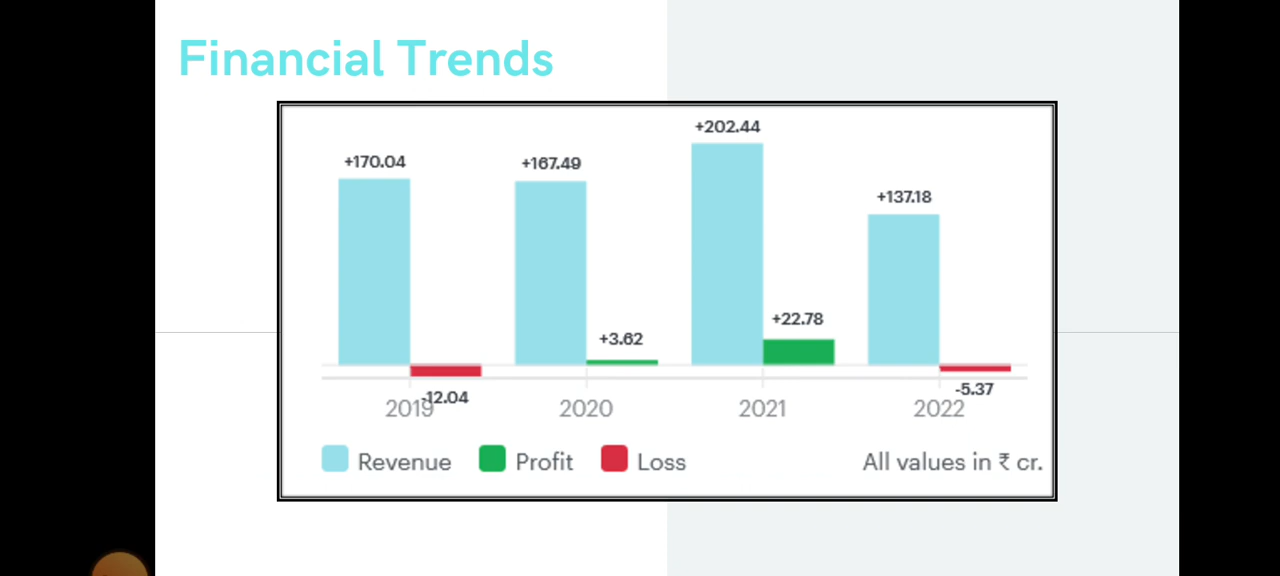 Financial Trends
+202.44
+170.04
+167.49
+137.18
+22.78
+3.62
-5.37
-12.04
2019 2020 2021 2022
Revenue Profit Loss All values in ₹ cr.